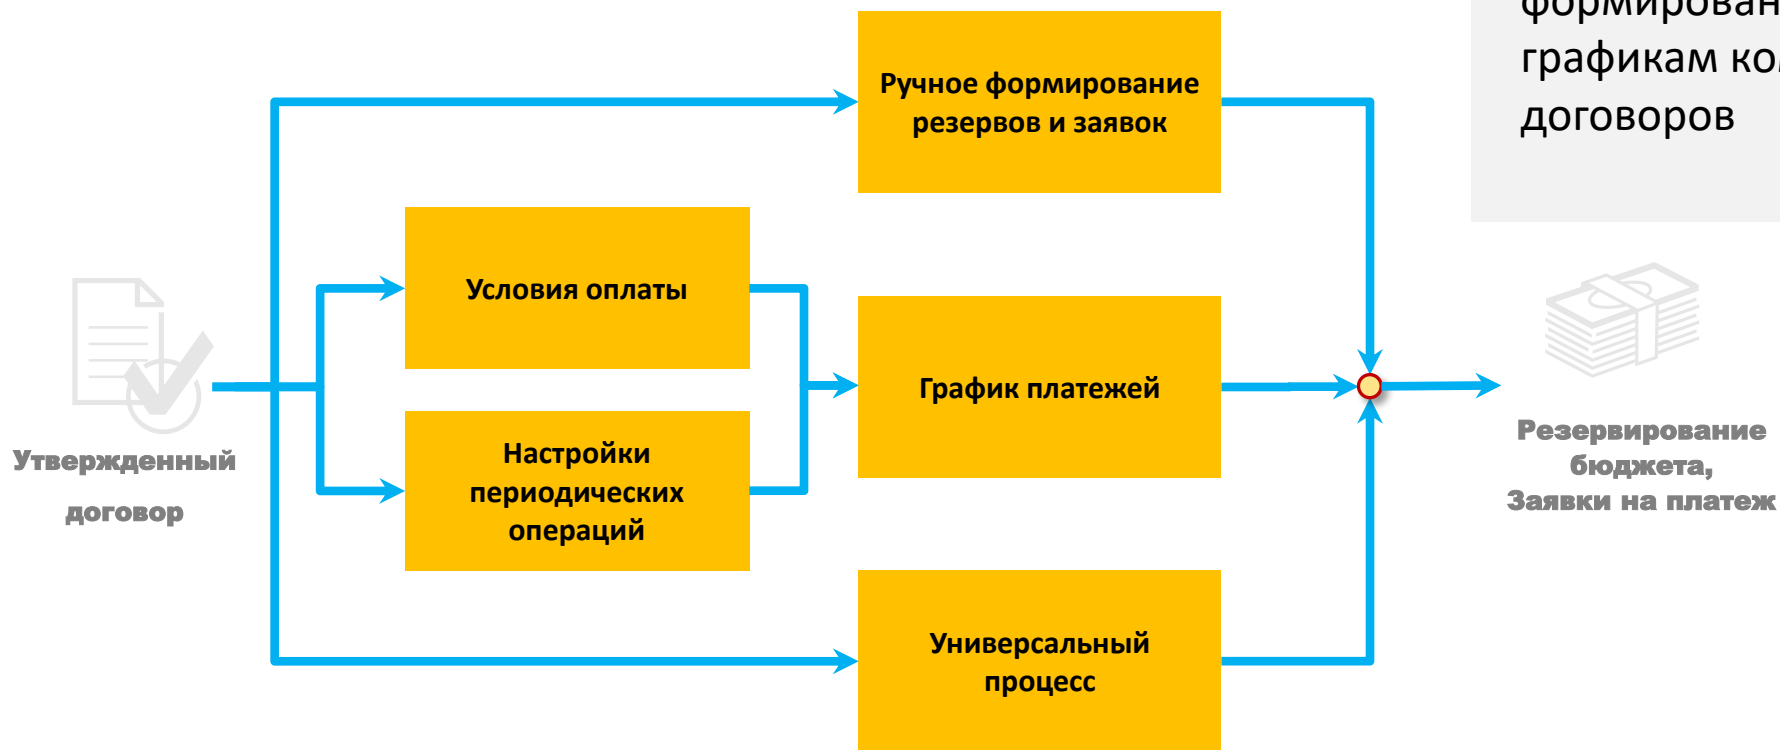 графикам
договоров
Ручное формирование
резервов и заявок
Условия оплаты
График платежей
Настройки
периодических
операций
Универсальный
процесс
Утвержденный
договор
Резервирование
бюджета,
Заявки на платеж